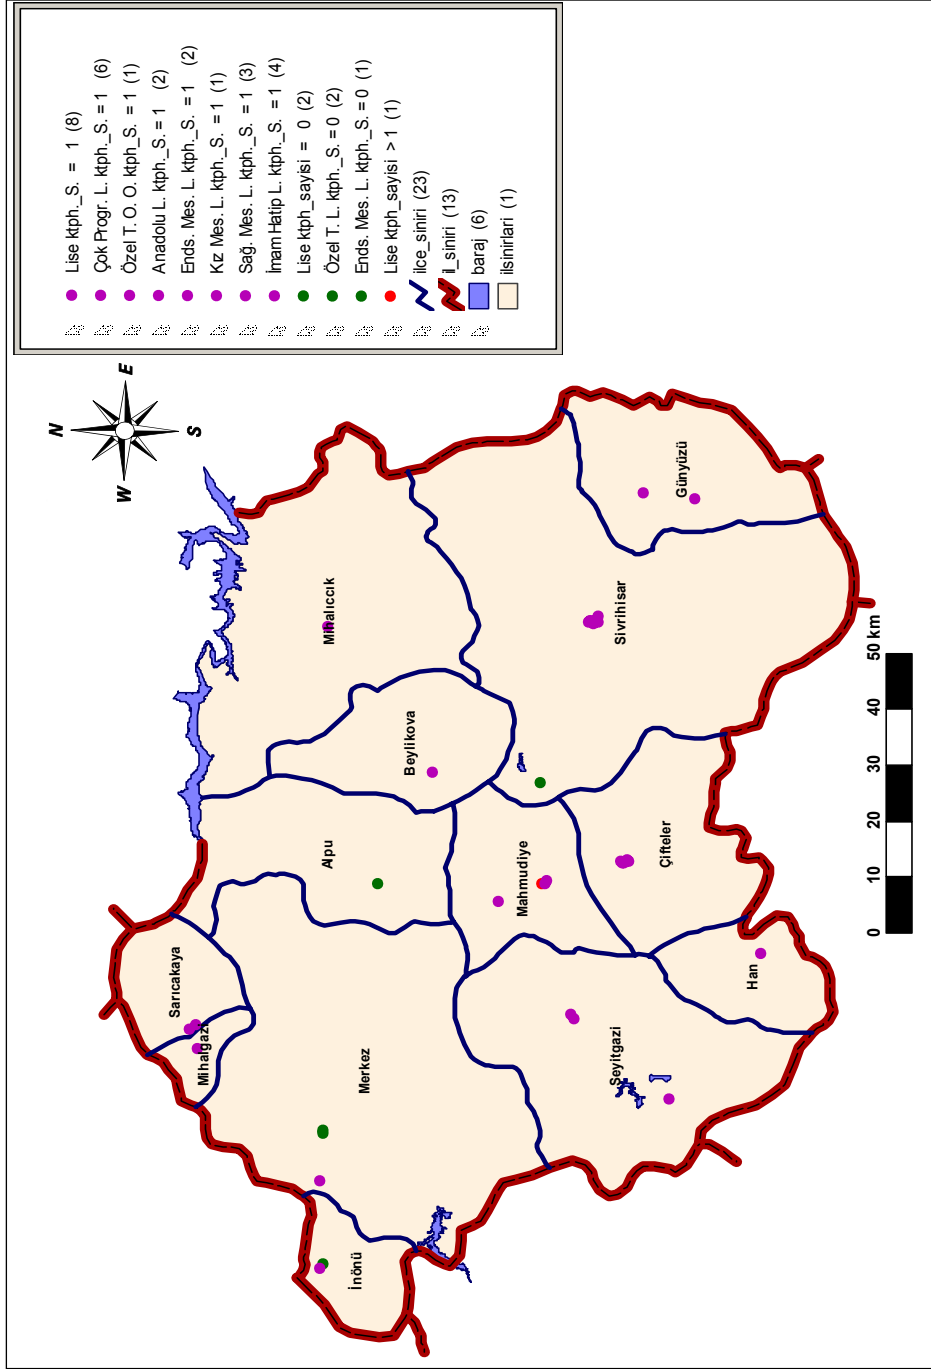 Lise ktph._S. = 1 (8)
Çok Progr. L. ktph._S. = 1 (6)
Özel T. O. O. ktph._S. = 1 (1)
Anadolu L. ktph._S. = 1 (2)
Ends. Mes. L. ktph._S. = 1 (2)
Kız Mes. L. ktph._S. = 1 (1)
Sağ. Mes. L. ktph._S. = 1 (3)
İmam Hatip L. ktph._S. = 1 (4)
Lise ktph_sayisi = 0 (2)
Özel T. L. ktph._S. = 0 (2)
Ends. Mes. L. ktph._S. = 0 (1)
Lise ktph_sayisi > 1 (1)
ilce_siniri (23)
il_siniri (13)
baraj (6)
ilsinirlari (1)
N
E
S
W
Mihalıccık
Günyüzü
Sivrihisar
Beylikova
Alpu
Mahmudiye
Çifteler
Sarıcakaya
Mihalgazi
Merkez
Han
Seyitgazi
İnönü
0 10 20 30 40 50 km